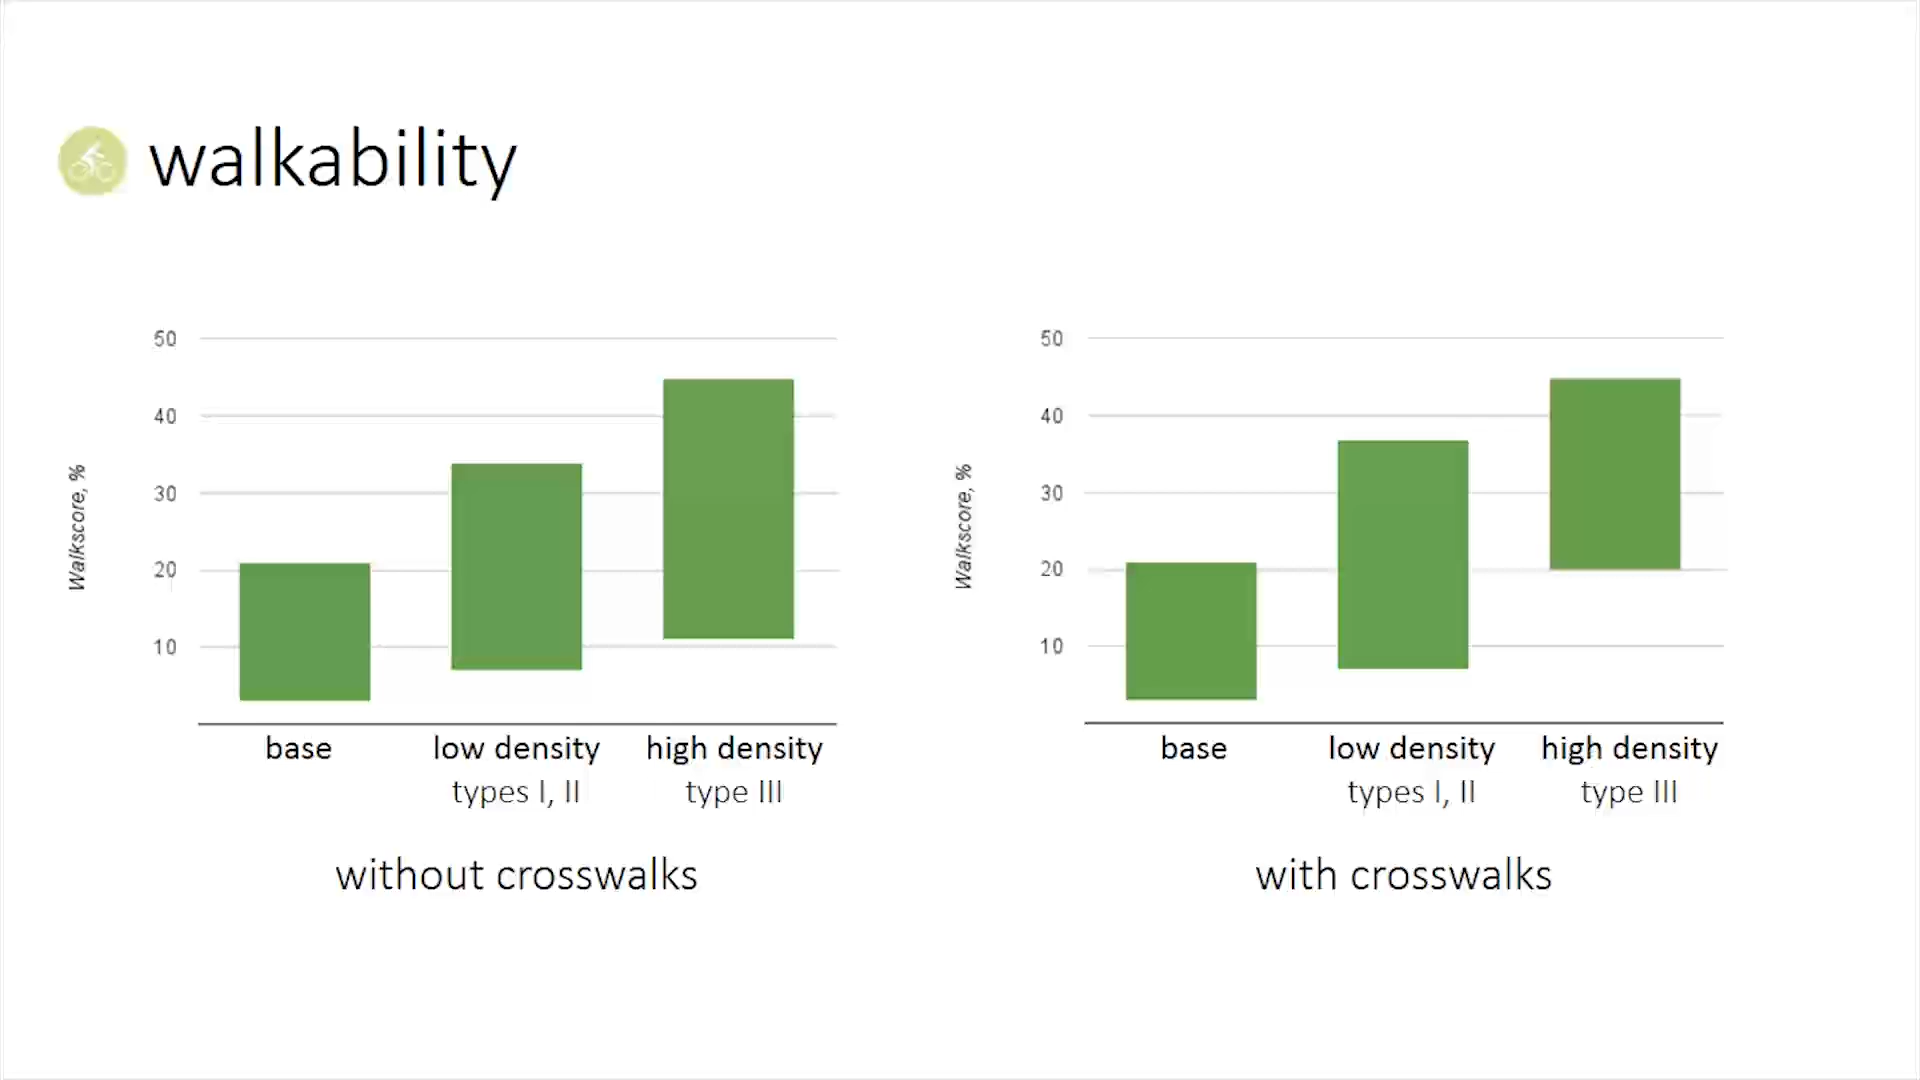 walkability
50
40
30
20
10
Walkscore, %
base
low density
types I, II
high density
type III
without crosswalks
50
40
30
20
10
Walkscore, %
base
low density
types I, II
high density
type III
with crosswalks